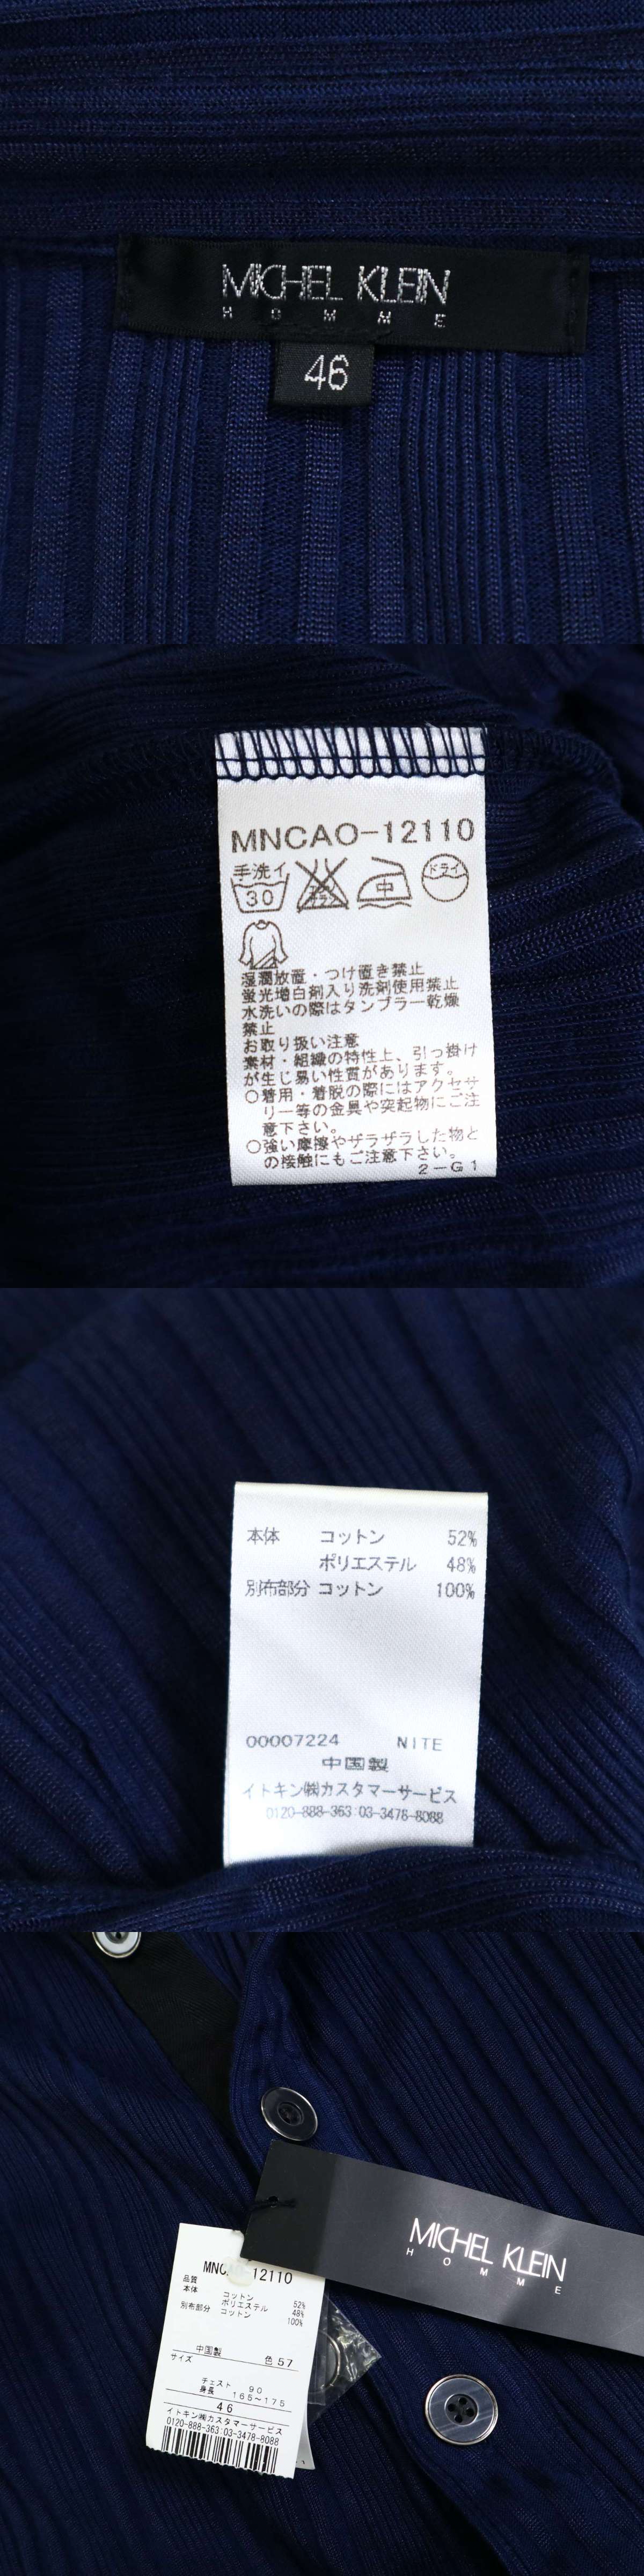 MICHEL KLEIN
HOMME
46
MNCAO-12110
手洗イ
30
エンソ
サラシ
中
ドライ
湿潤放置・つけ置き禁止
蛍光増白剤入り洗剤使用禁止
水洗いの際はタンブラー乾燥
禁止
お取り扱い注意
素材・組織の特性上、引っ掛け
が生じ易い性質があります。
○着用・着脱の際にはアクセサ
リー等の金具や突起物にご注
意下さい。
○強い摩擦やザラザラした物と
の接触にもご注意下さい。
2-G1
本体 コットン 52%
ポリエステル 48%
別布部分 コットン 100%
00007224 NITE
中国製
イトキン㈱カスタマーサービス
0120-888-363:03-3478-8088
MICHEL KLEIN
HOMME
12110
品質
本体 コットン 52%
ポリエステル 48%
別布部分 コットン 100%
中国製
サイズ 色 57
チェスト 90
身長 165～175
46
イトキン㈱カスタマーサービス
0120-888-363:03-3478-8088